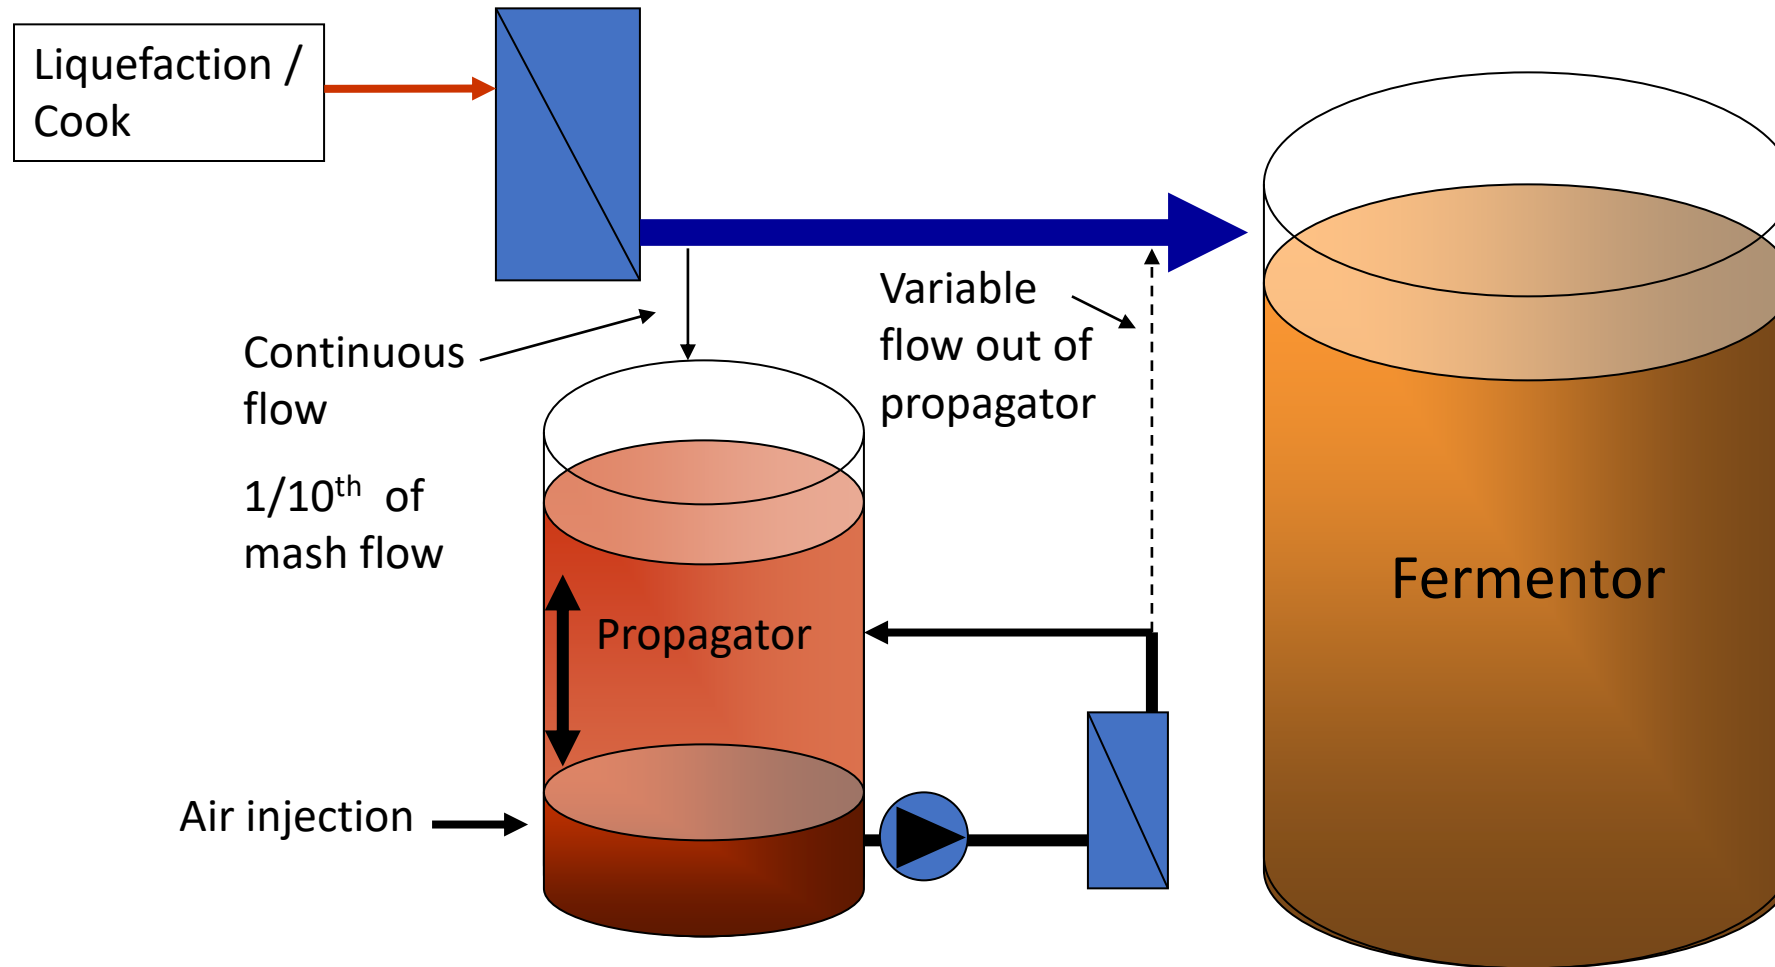 Liquefaction /
Cook
Continuous
flow
1/10th of
mash flow
Variable
flow out of
propagator
Propagator
Fermentor
Air injection